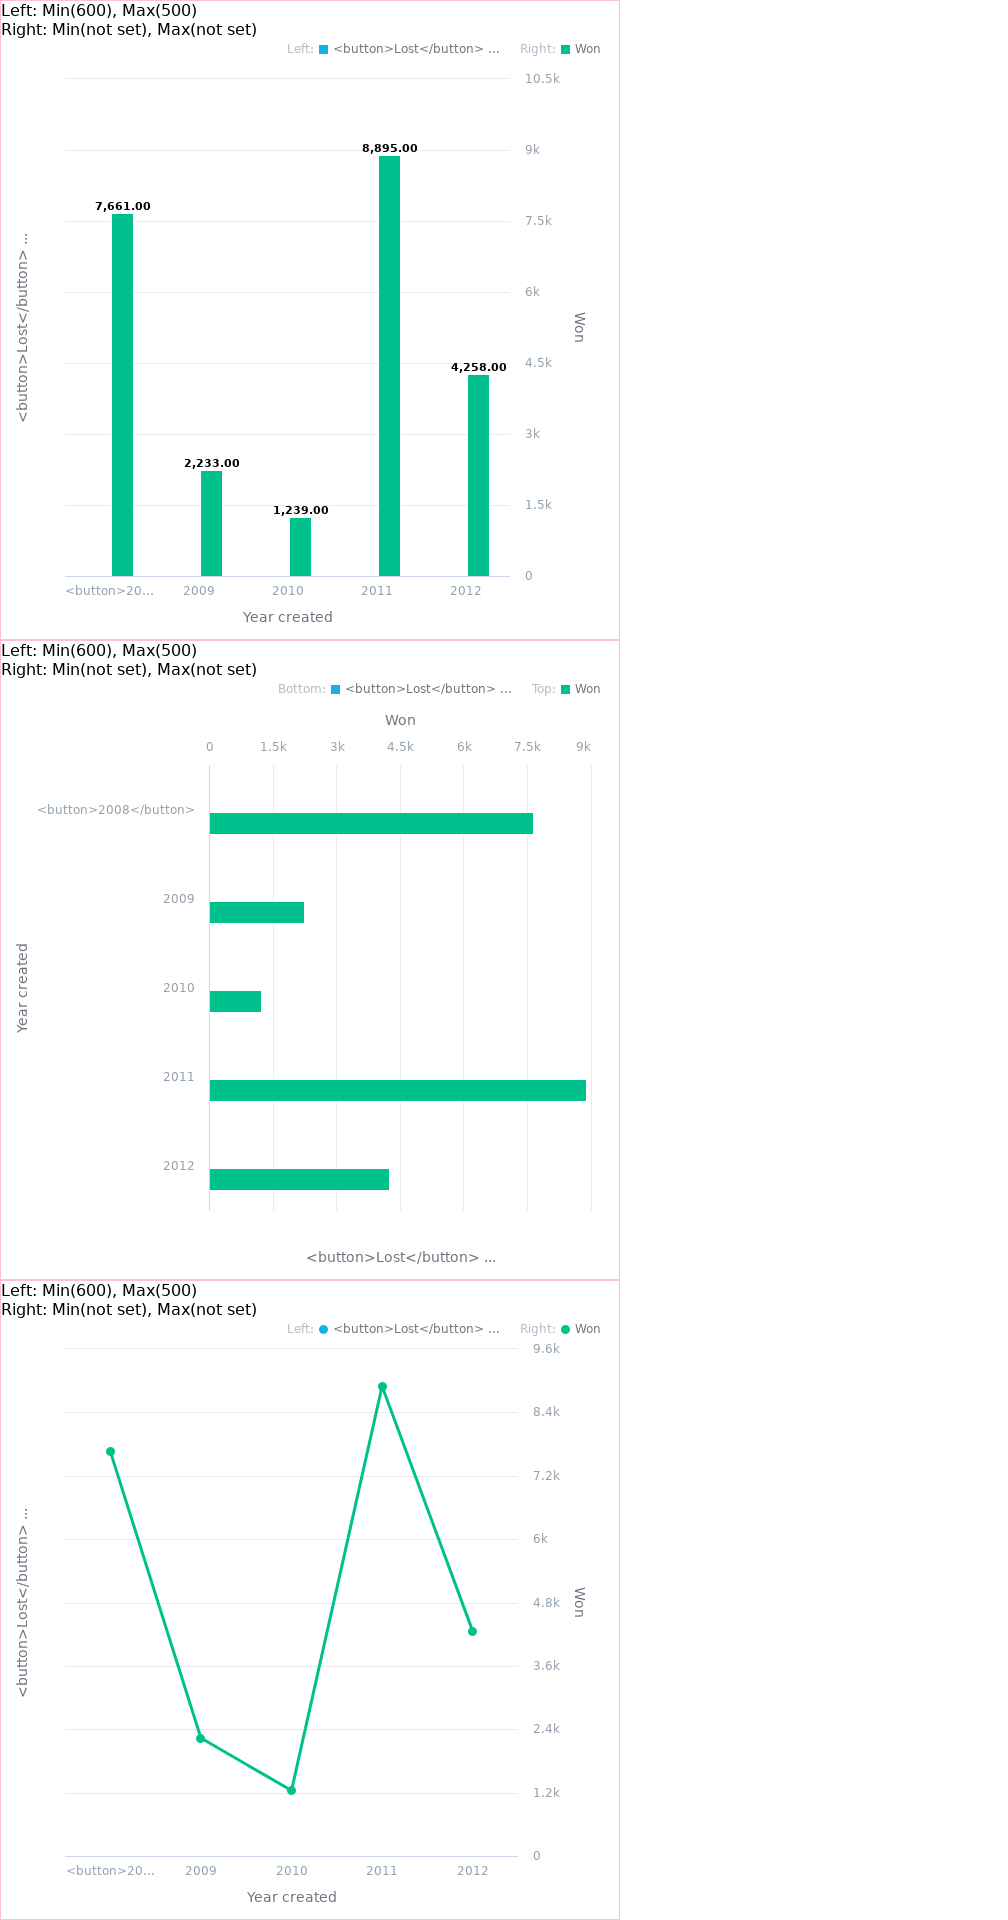 Left: Min(600), Max(500)
Right: Min(not set), Max(not set)
Left: <button>Lost</button> ... Right: Won
10.5k
9k
8,895.00
7,661.00
7.5k
<button>Lost</button> ...
6k
Won
4.5k
4,258.00
3k
2,233.00
1,239.00
1.5k
0
<button>20... 2009 2010 2011 2012
Year created
Left: Min(600), Max(500)
Right: Min(not set), Max(not set)
Bottom: <button>Lost</button> ... Top: Won
Won
0 1.5k 3k 4.5k 6k 7.5k 9k
<button>2008</button>
2009
Year created
2010
2011
2012
<button>Lost</button> ...
Left: Min(600), Max(500)
Right: Min(not set), Max(not set)
Left: <button>Lost</button> ... Right: Won
9.6k
8.4k
7.2k
6k
<button>Lost</button> ...
Won
4.8k
3.6k
2.4k
1.2k
0
<button>20... 2009 2010 2011 2012
Year created